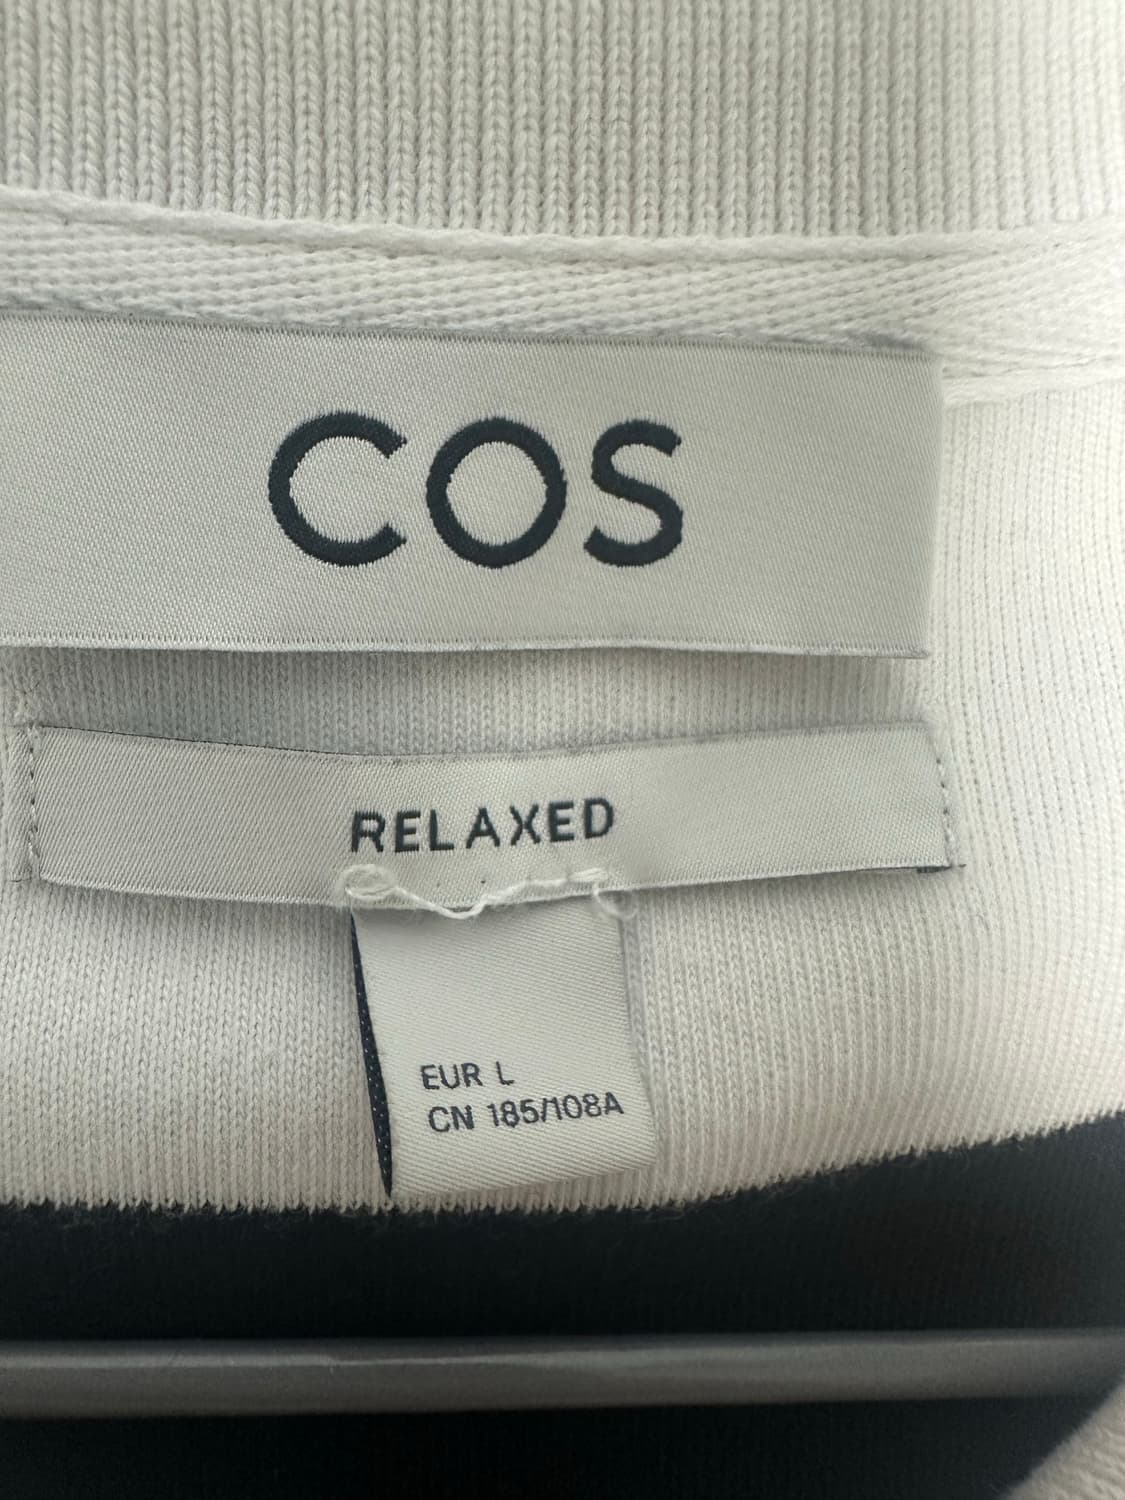 COS
RELAXED
EUR L
CN 185/108A